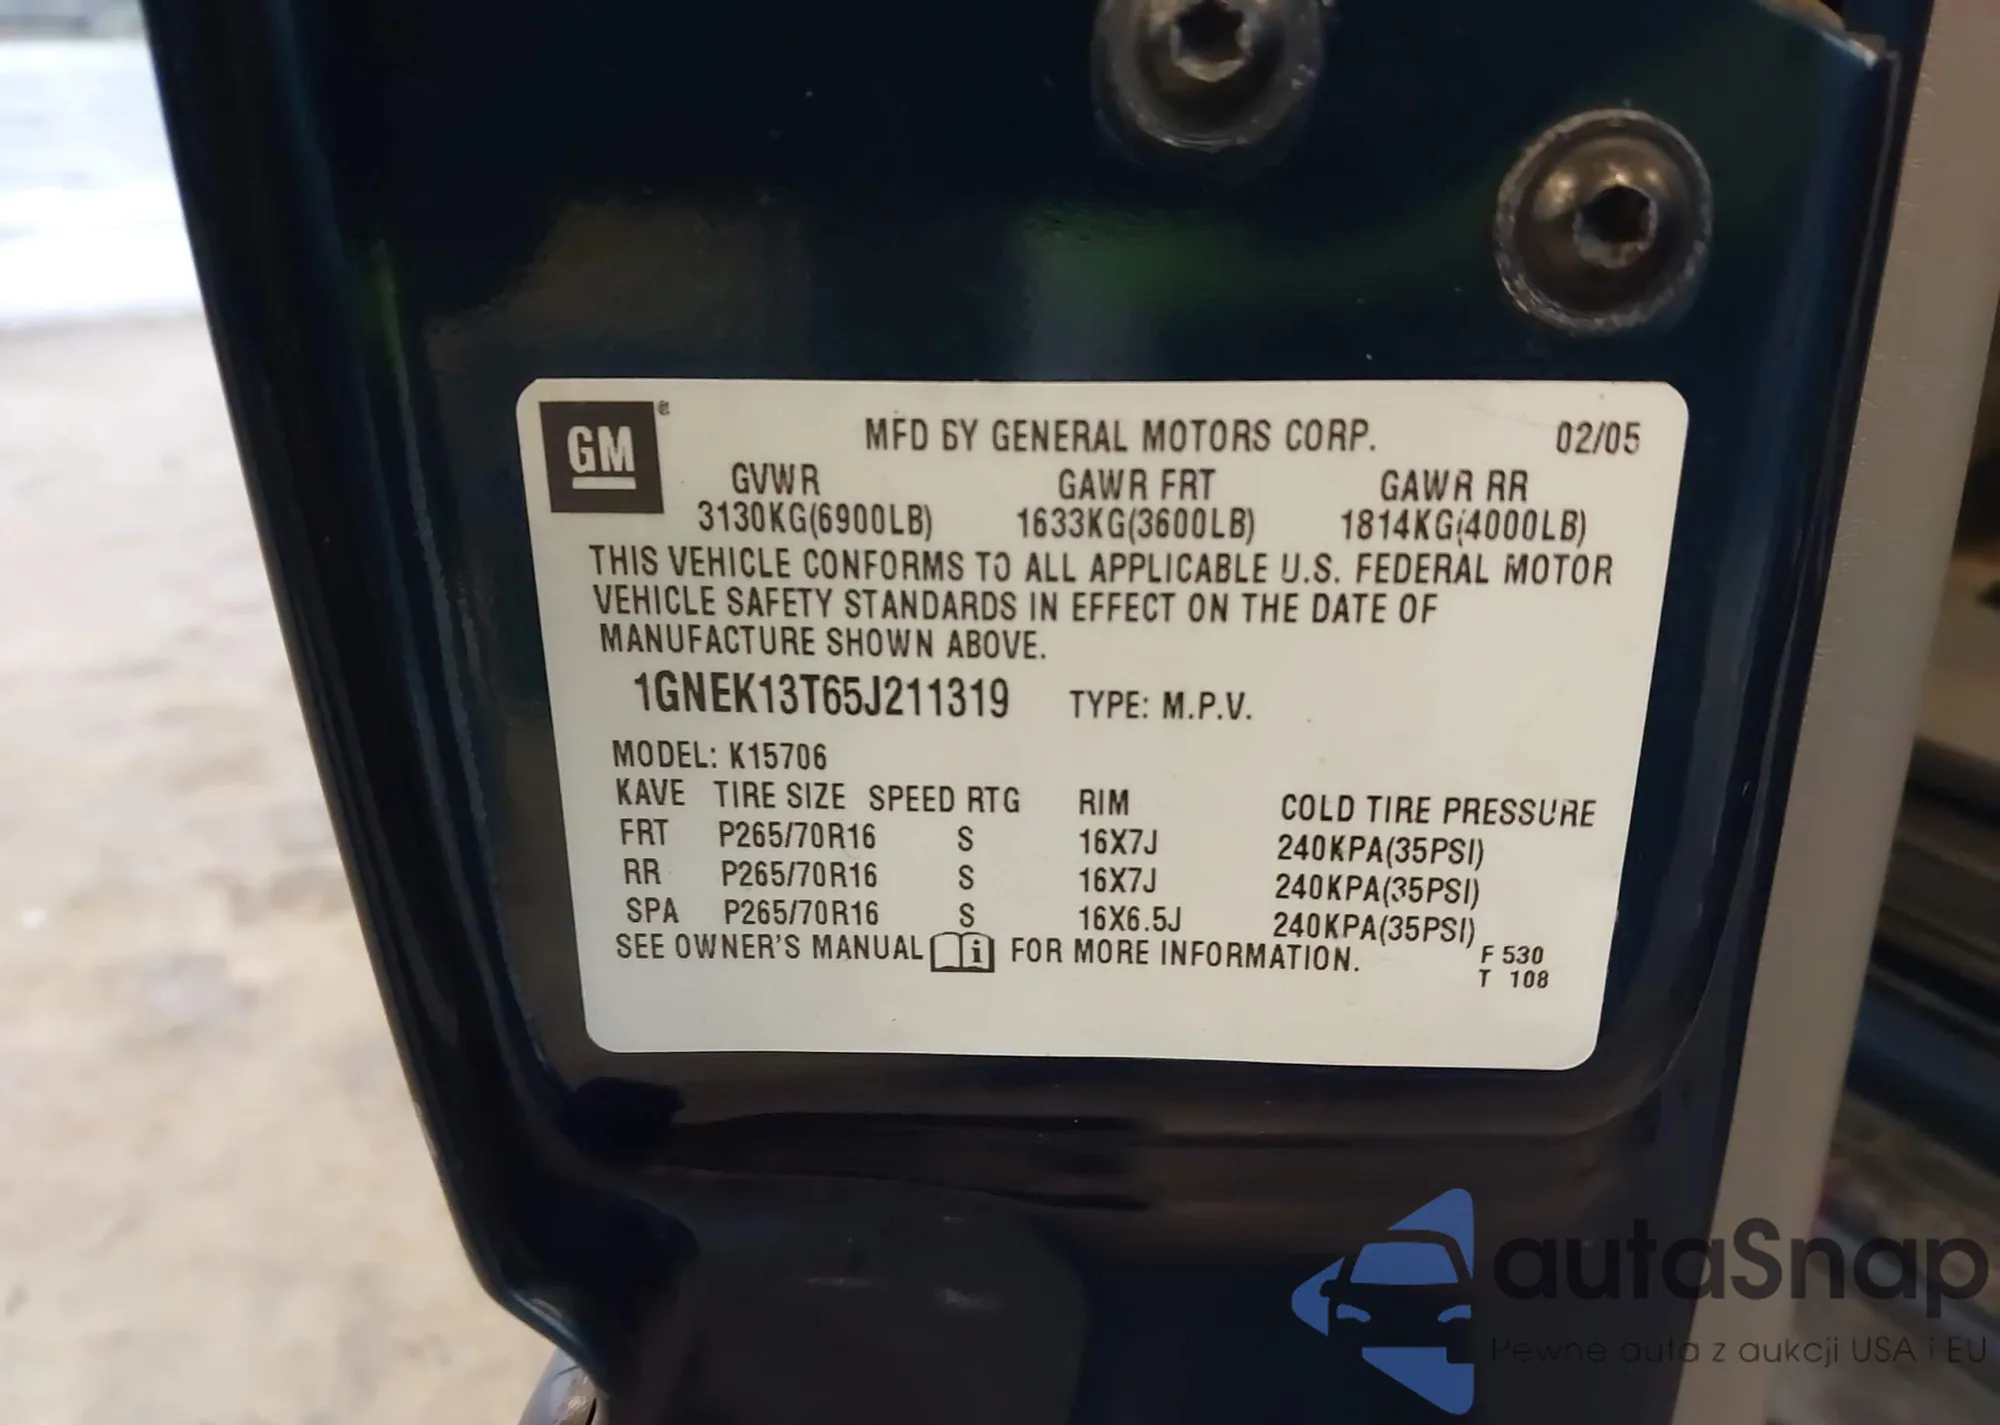 GM®
MFD BY GENERAL MOTORS CORP. 02/05
GVWR GAWR FRT GAWR RR
3130KG(6900LB) 1633KG(3600LB) 1814KG(4000LB)
THIS VEHICLE CONFORMS TO ALL APPLICABLE U.S. FEDERAL MOTOR
VEHICLE SAFETY STANDARDS IN EFFECT ON THE DATE OF
MANUFACTURE SHOWN ABOVE.
1GNEK13T65J211319 TYPE: M.P.V.
MODEL: K15706
KAVE TIRE SIZE SPEED RTG RIM COLD TIRE PRESSURE
FRT P265/70R16 S 16X7J 240KPA(35PSI)
RR P265/70R16 S 16X7J 240KPA(35PSI)
SPA P265/70R16 S 16X6.5J 240KPA(35PSI)
SEE OWNER'S MANUAL i FOR MORE INFORMATION.
F 530
T 108
autaSnap
Pewne auta z aukcji USA i EU